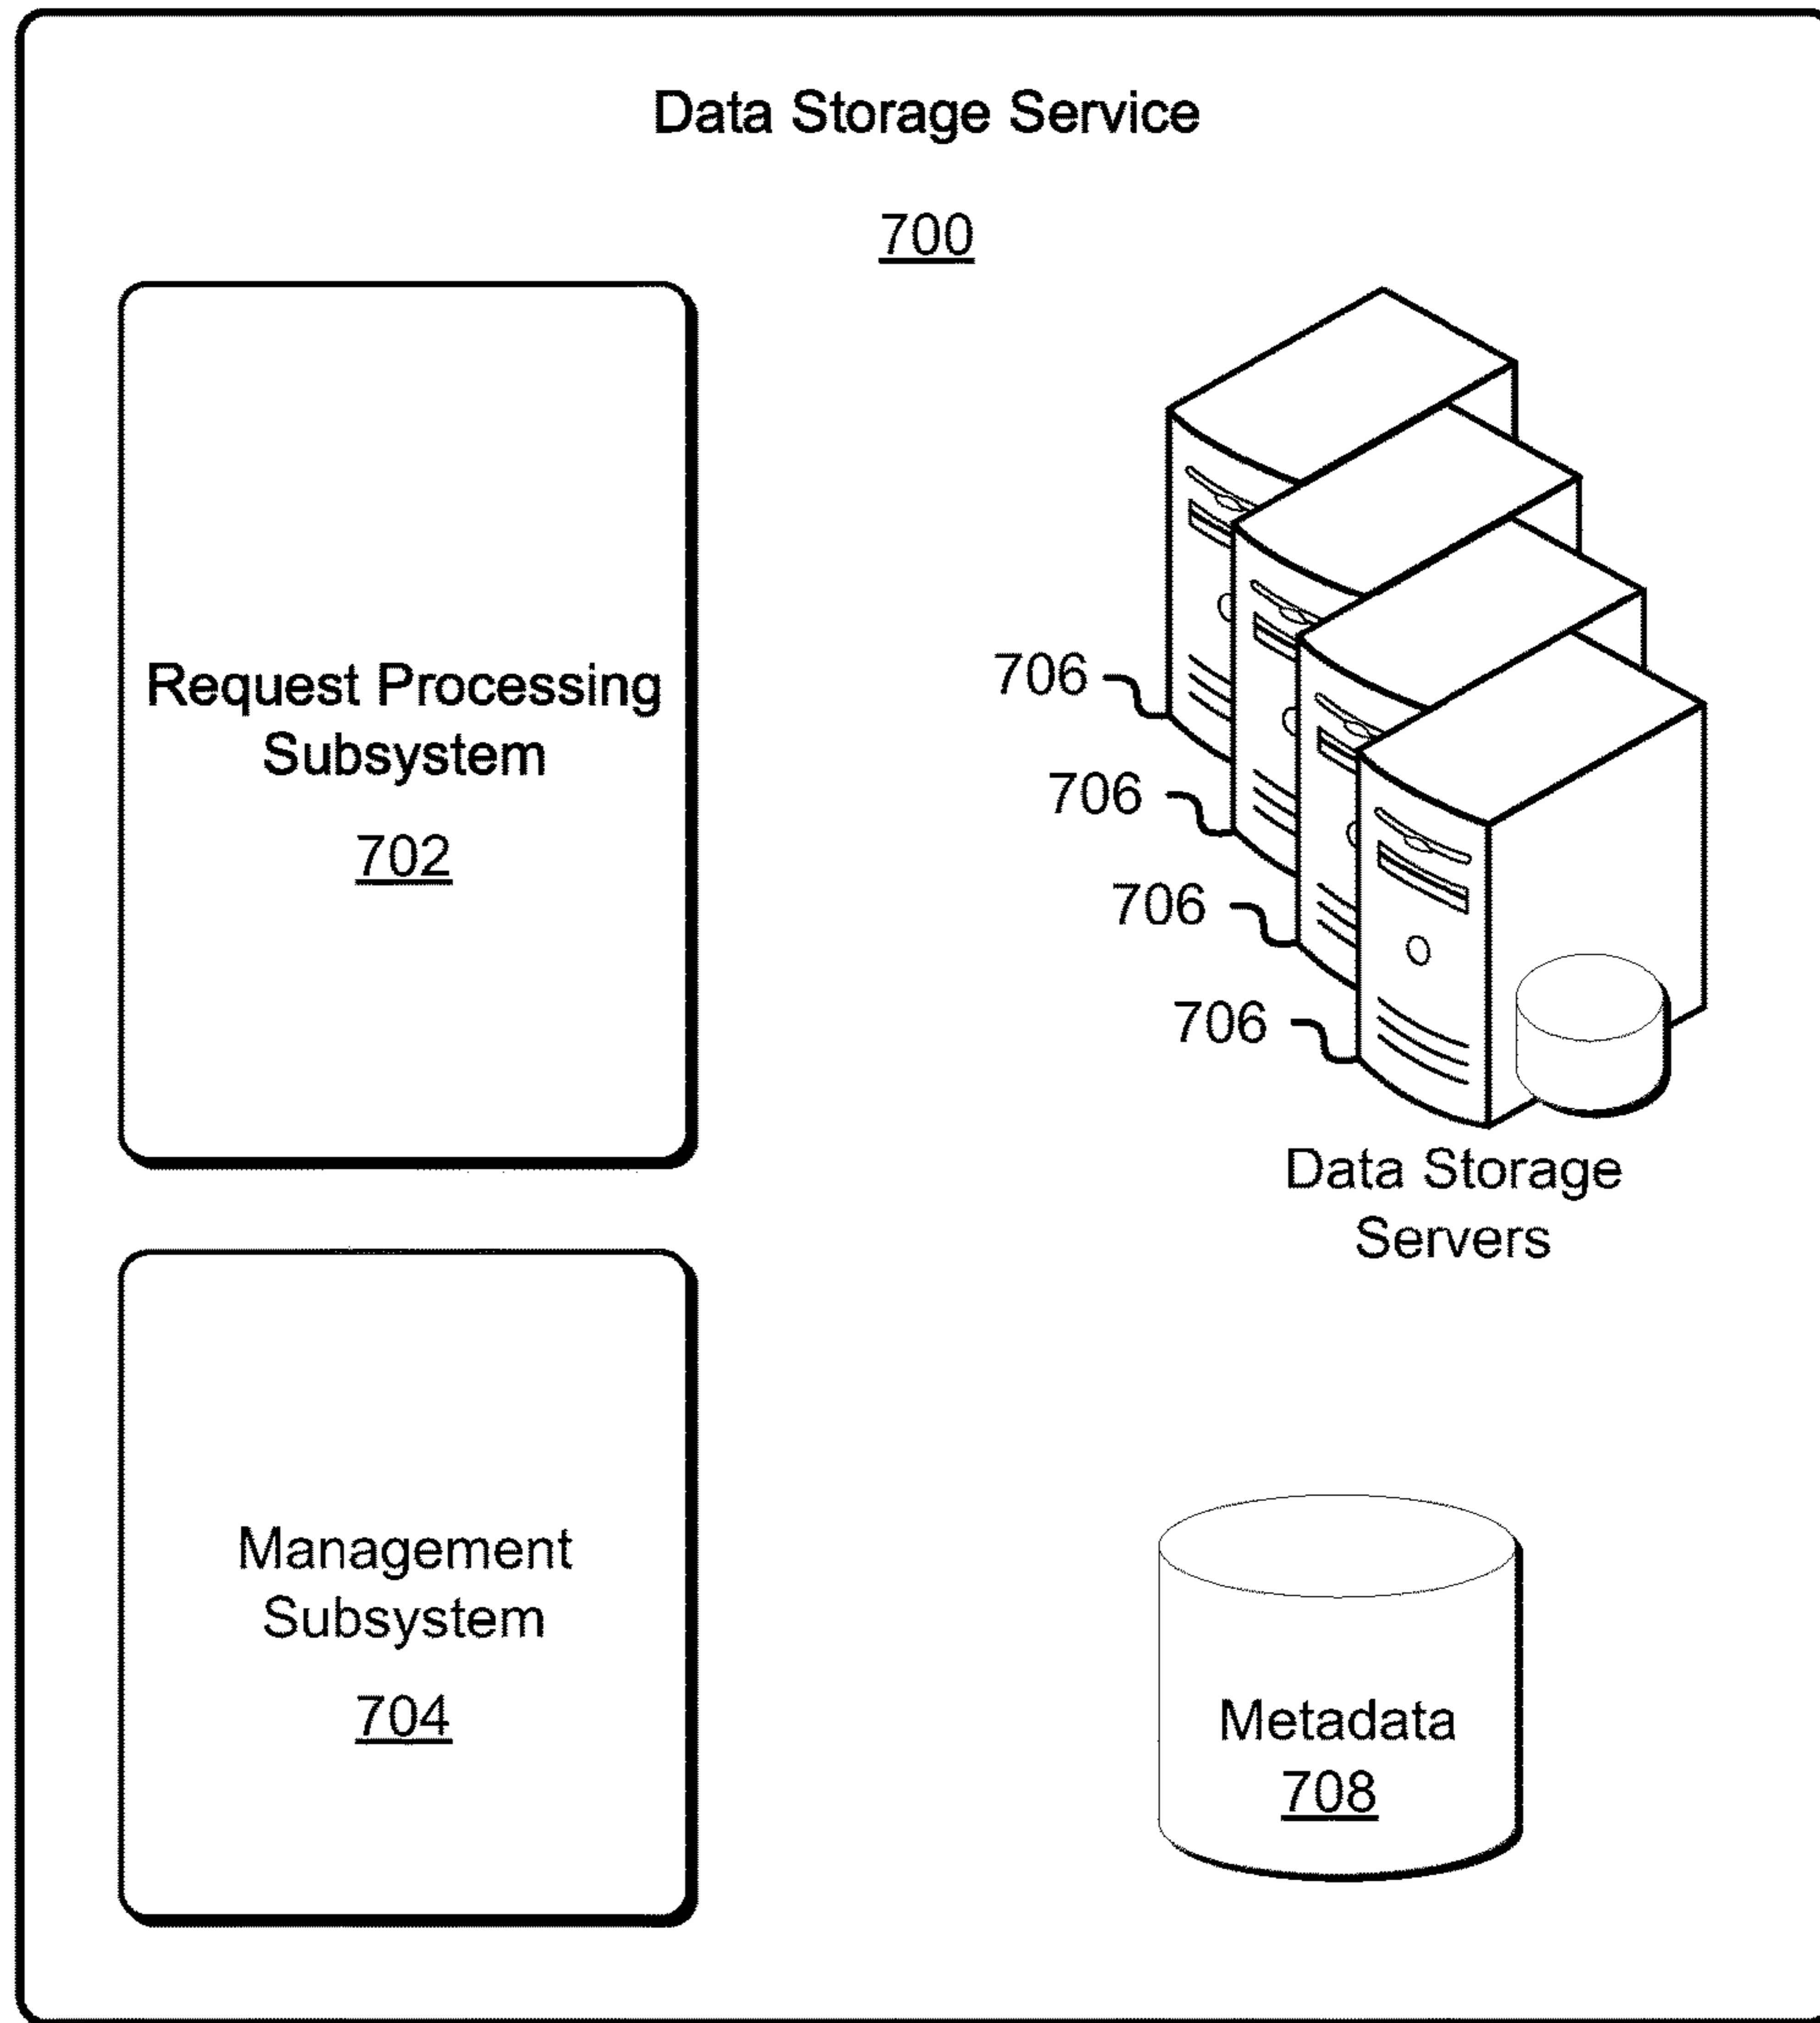 Data Storage Service
700
Request Processing
Subsystem
702
706
706
706
706
Data Storage
Servers
Management
Subsystem
704
Metadata
708